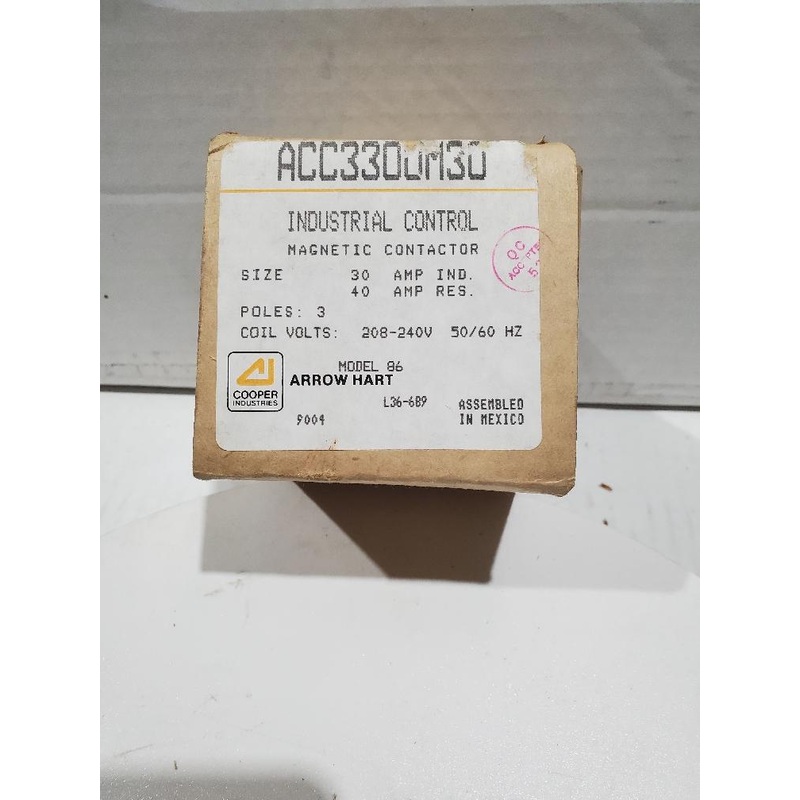 ACC330UM30
INDUSTRIAL CONTROL
MAGNETIC CONTACTOR
SIZE 30 AMP IND.
40 AMP RES.
POLES: 3
COIL VOLTS: 208-240V 50/60 HZ
QC
MODEL 86
ARROW HART
COOPER
INDUSTRIES
L36-689
9004
ASSEMBLED
IN MEXICO